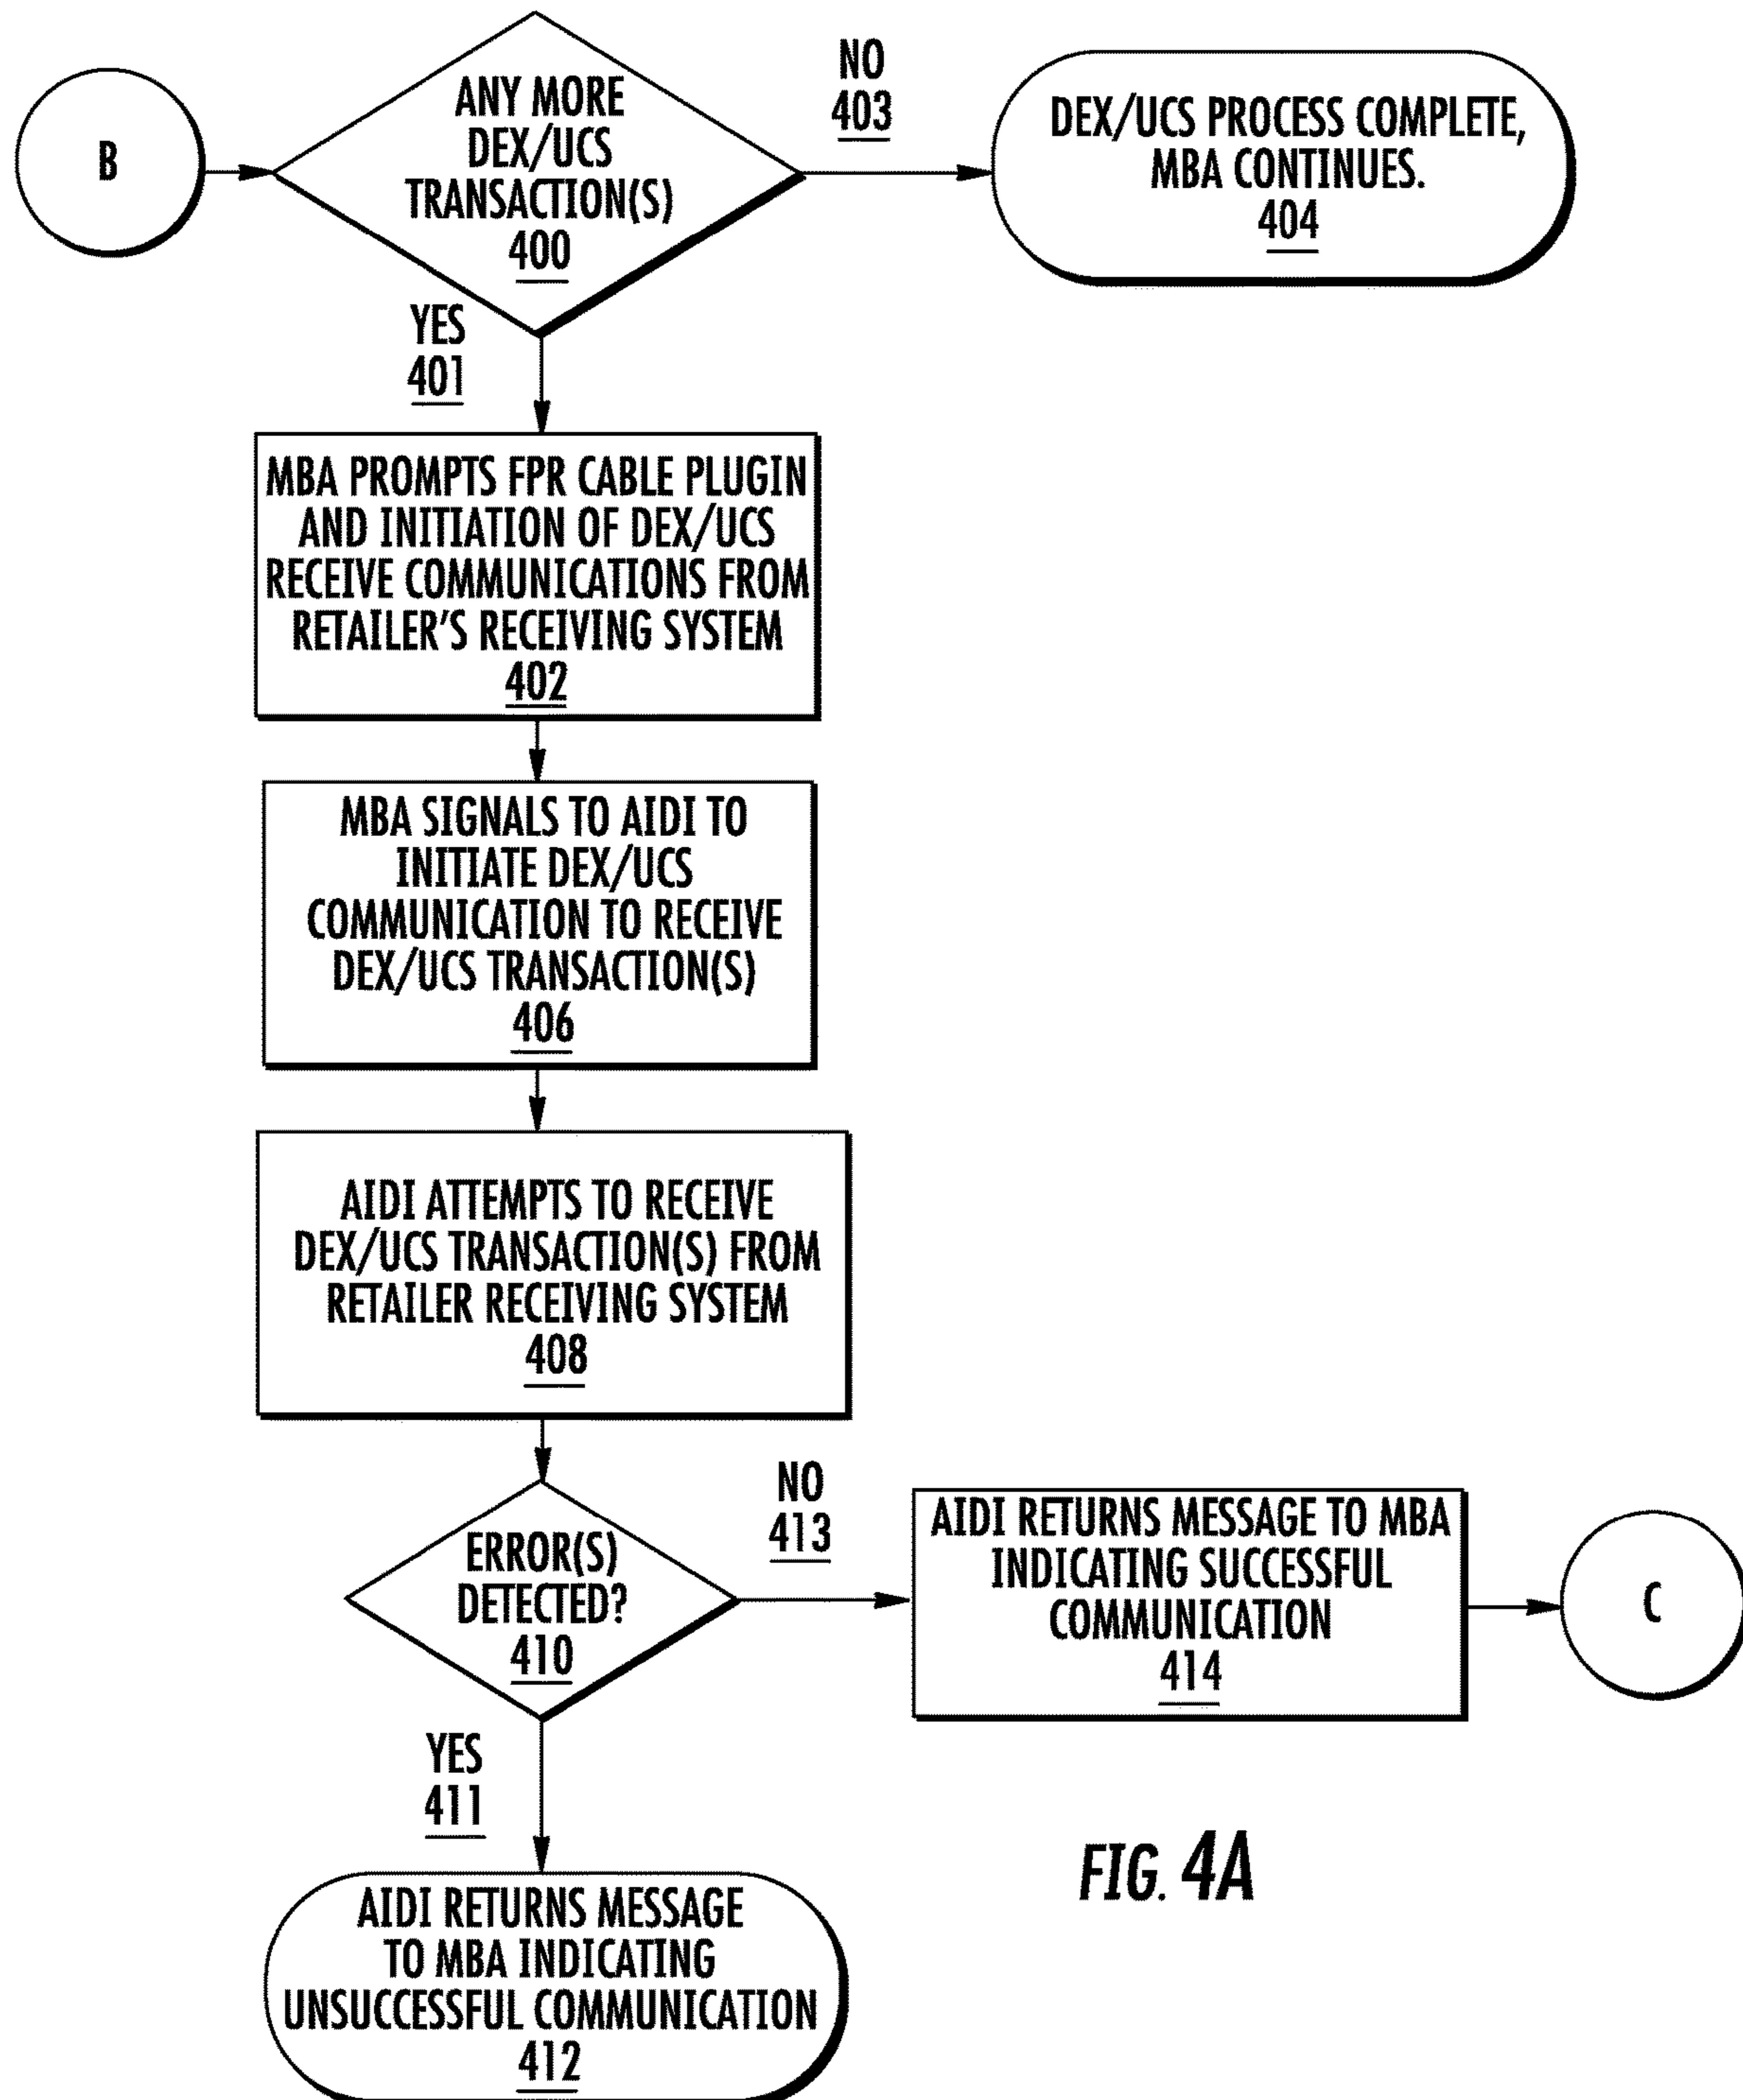 B
ANY MORE
DEX/UCS
TRANSACTION(S)
400
NO
403
DEX/UCS PROCESS COMPLETE,
MBA CONTINUES.
404
YES
401
MBA PROMPTS FPR CABLE PLUGIN
AND INITIATION OF DEX/UCS
RECEIVE COMMUNICATIONS FROM
RETAILER'S RECEIVING SYSTEM
402
MBA SIGNALS TO AIDI TO
INITIATE DEX/UCS
COMMUNICATION TO RECEIVE
DEX/UCS TRANSACTION(S)
406
AIDI ATTEMPTS TO RECEIVE
DEX/UCS TRANSACTION(S) FROM
RETAILER RECEIVING SYSTEM
408
ERROR(S)
DETECTED?
410
NO
413
AIDI RETURNS MESSAGE TO MBA
INDICATING SUCCESSFUL
COMMUNICATION
414
C
YES
411
AIDI RETURNS MESSAGE
TO MBA INDICATING
UNSUCCESSFUL COMMUNICATION
412
FIG. 4A